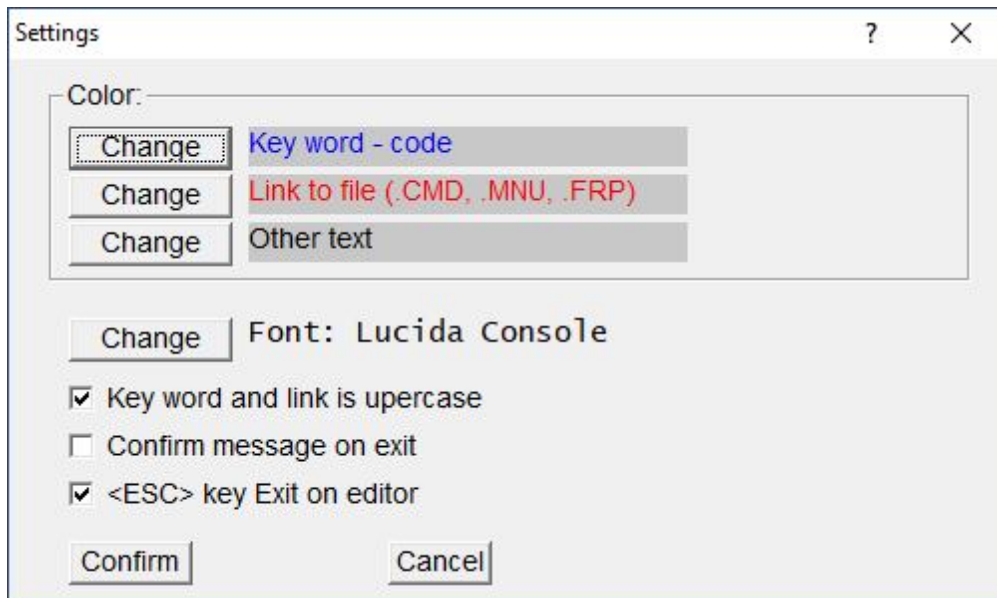 Settings ?
Color:
Change Key word - code
Change Link to file (.CMD, .MNU, .FRP)
Change Other text
Change Font: Lucida Console
Key word and link is upercase
Confirm message on exit
<ESC> key Exit on editor
Confirm Cancel